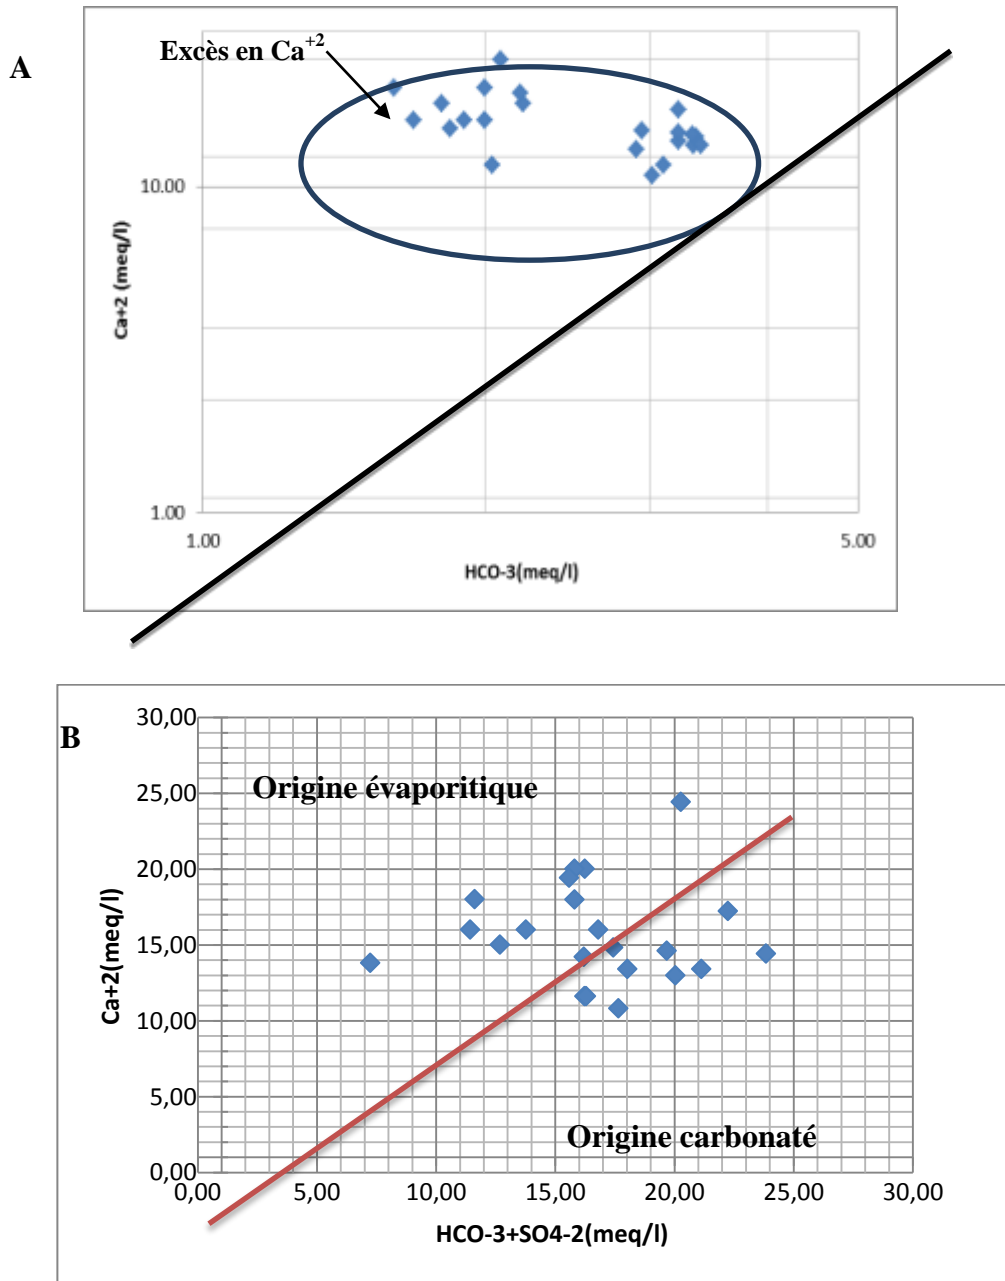 A
Excès en Ca+2
10.00
Ca+2 (meq/l)
1.00
1.00
5.00
HCO-3(meq/l)
B
30,00
Origine évaporitique
25,00
20,00
15,00
Ca+2(meq/l)
10,00
5,00
Origine carbonaté
0,00
0,00 5,00 10,00 15,00 20,00 25,00 30,00
HCO-3+SO4-2(meq/l)